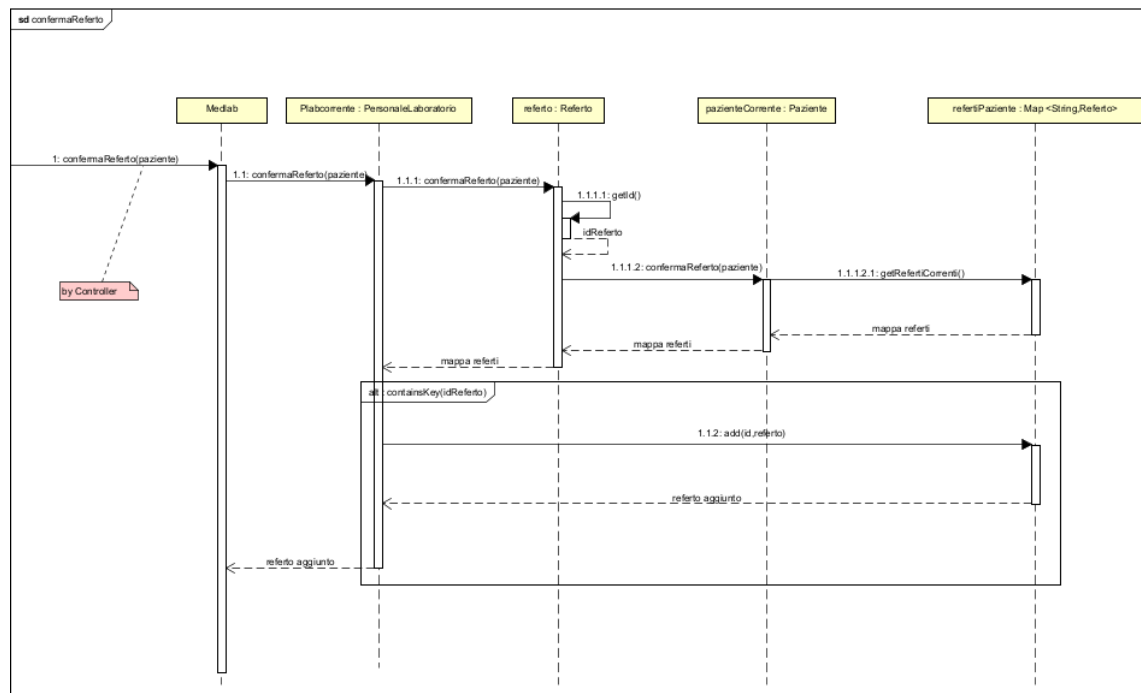 sd confermaReferto
Medlab
Plabcorrente : PersonaleLaboratorio
referto : Referto
pazienteCorrente : Paziente
refertiPaziente : Map <String,Referto>
1: confermaReferto(paziente)
1.1: confermaReferto(paziente)
1.1.1: confermaReferto(paziente)
1.1.1.1: getId()
idReferto
1.1.1.2: confermaReferto(paziente)
1.1.1.2.1: getRefertiCorrenti()
by Controller
mappa referti
mappa referti
mappa referti
alt : containsKey(idReferto)
1.1.2: add(id,referto)
referto aggiunto
referto aggiunto